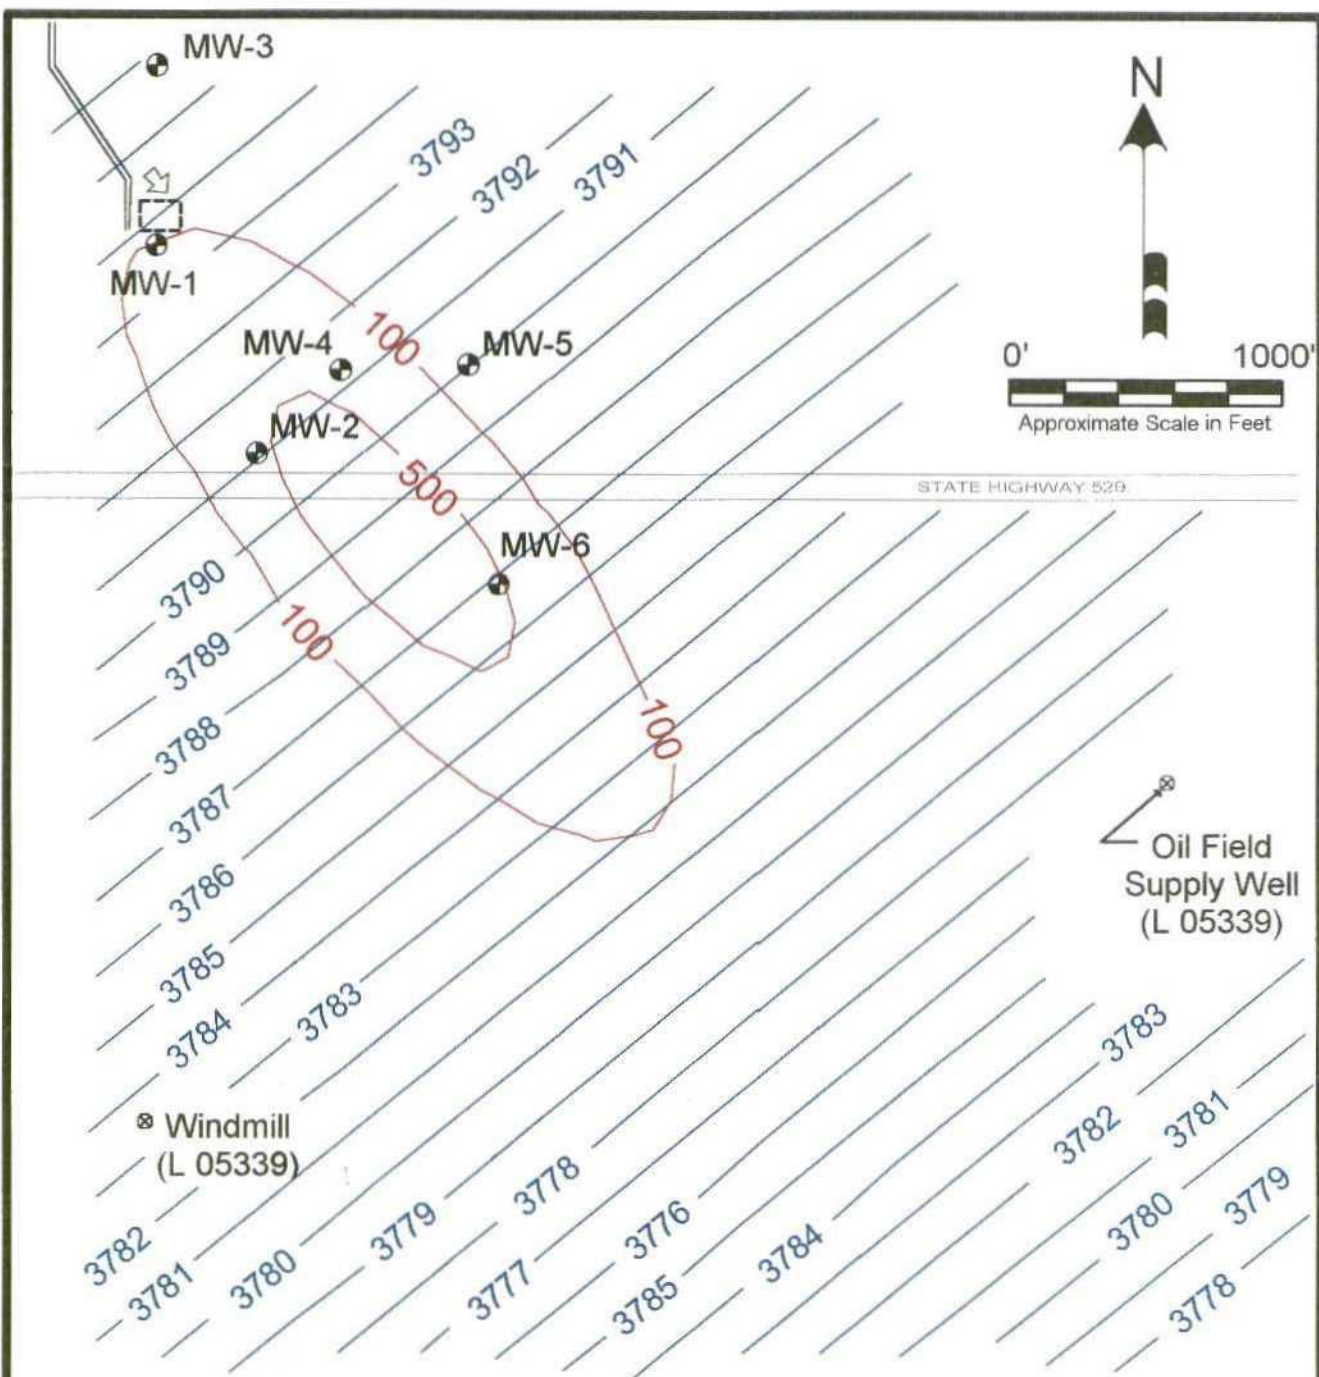 MW-3
N
3793
3792
3791
MW-1
100
MW-4
MW-5
0' 1000'
Approximate Scale in Feet
MW-2
500
STATE HIGHWAY 529
MW-6
3790
100
3789
3788
100
3787
Oil Field
Supply Well
(L 05339)
3786
3785
3784
3783
3783
Windmill
(L 05339)
3782
3781
3782
3781
3780
3779
3778
3777
3776
3785
3784
3780
3779
3778